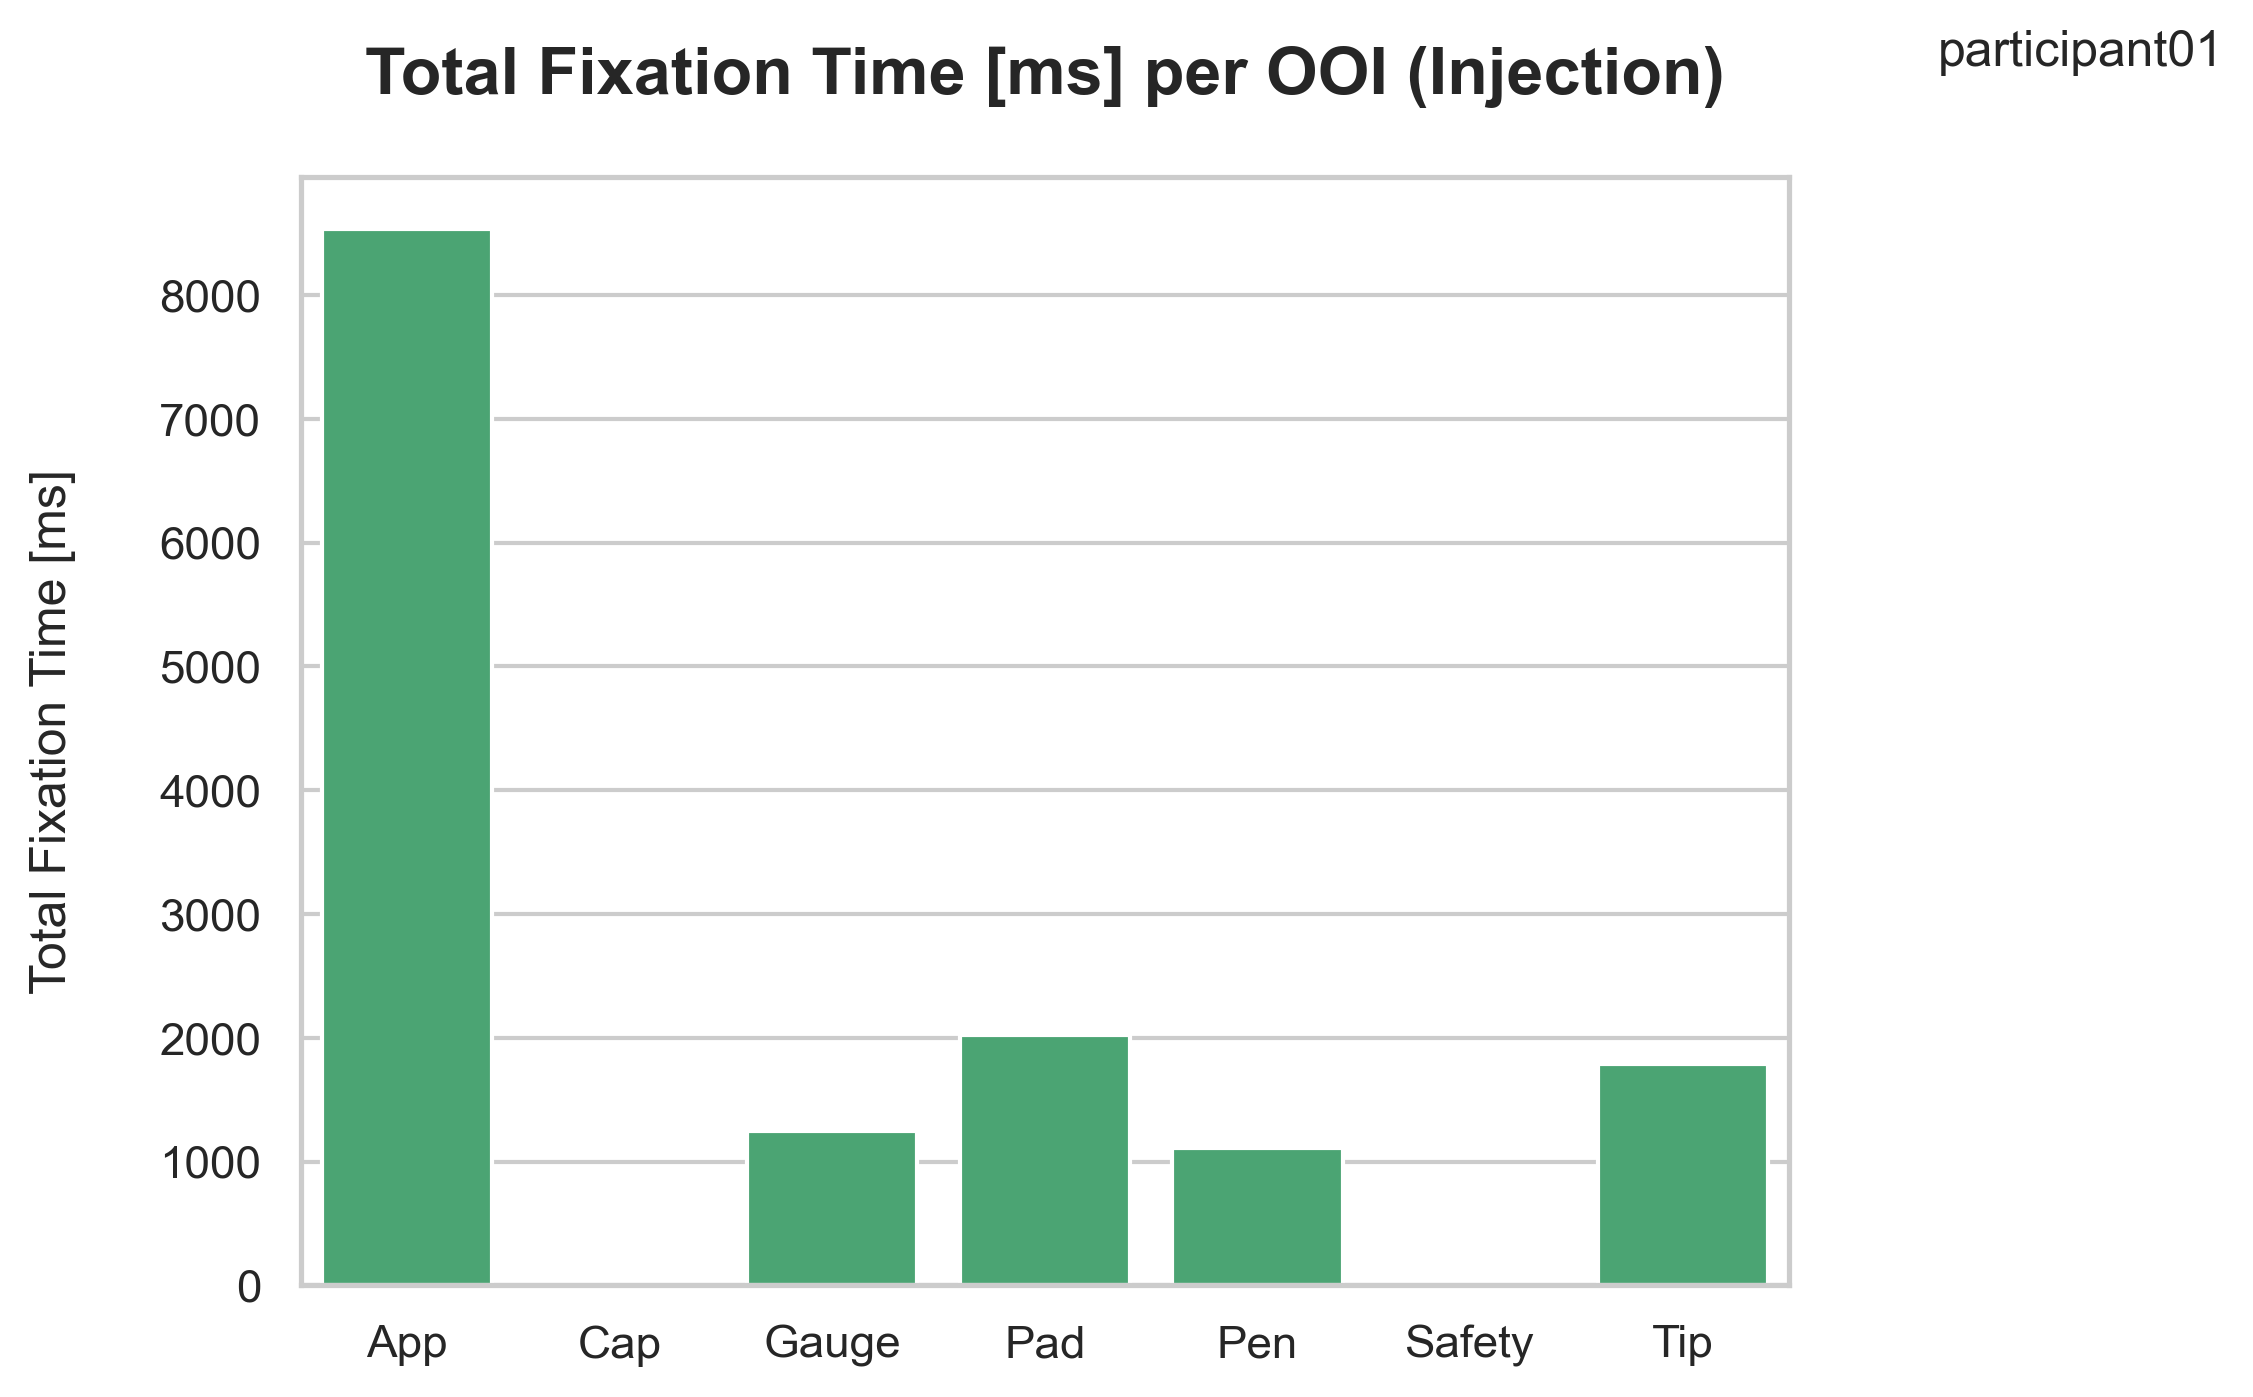 Total Fixation Time [ms] per OOI (Injection)
participant01
Total Fixation Time [ms]
8000
7000
6000
5000
4000
3000
2000
1000
0
App Cap Gauge Pad Pen Safety Tip